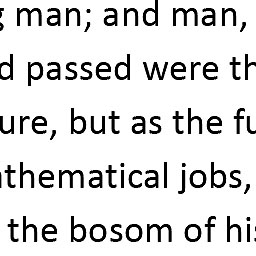 g man; and man,
d passed were th
ure, but as the fu
athematical jobs,
the bosom of his